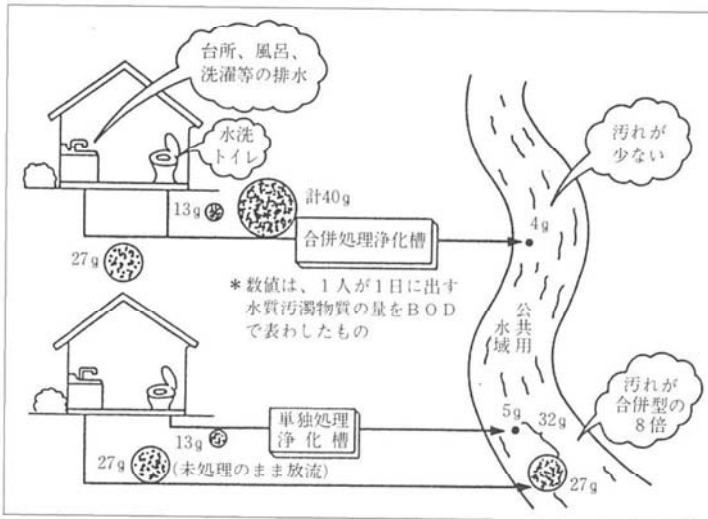 台所、風呂、
洗濯等の排水
水洗
トイレ
汚れが
少ない
13g
計40g
合併処理浄化槽
4g
27g
＊数値は、1人が1日に出す
水質汚濁物質の量をBOD
で表わしたもの
公共用
水域
汚れが
合併型の
8倍
13g
単独処理
浄化槽
5g
32g
27g
(未処理のまま放流)
27g